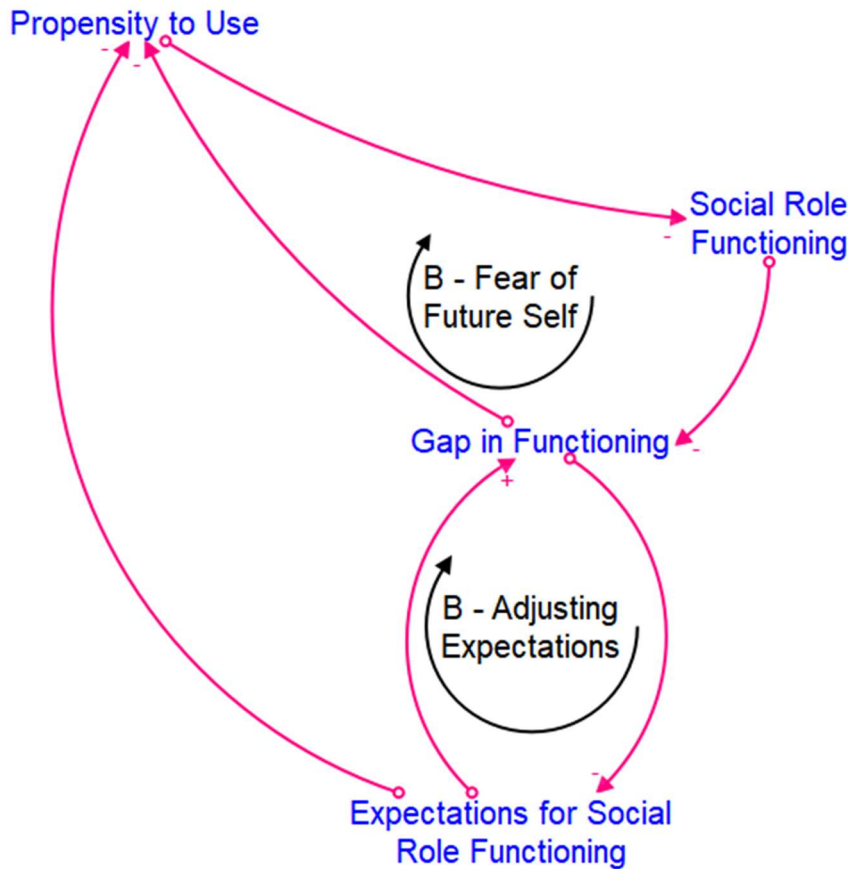 Propensity to Use
-
-
Social Role
Functioning
-
B - Fear of
Future Self
Gap in Functioning
-
+
B - Adjusting
Expectations
-
Expectations for Social
Role Functioning